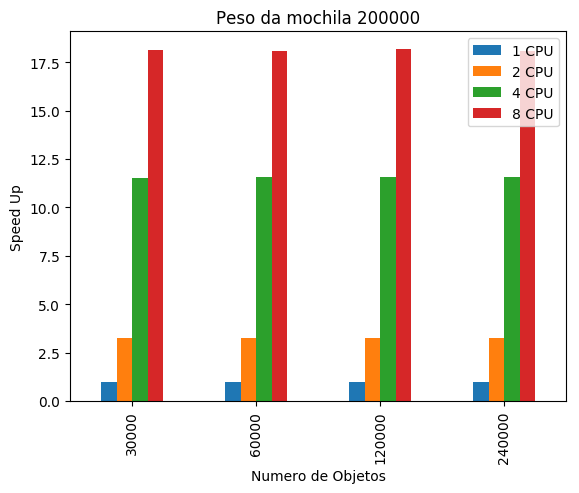 Peso da mochila 200000
1 CPU
2 CPU
4 CPU
8 CPU
17.5
15.0
12.5
10.0
7.5
5.0
2.5
0.0
Speed Up
30000
60000
120000
240000
Numero de Objetos